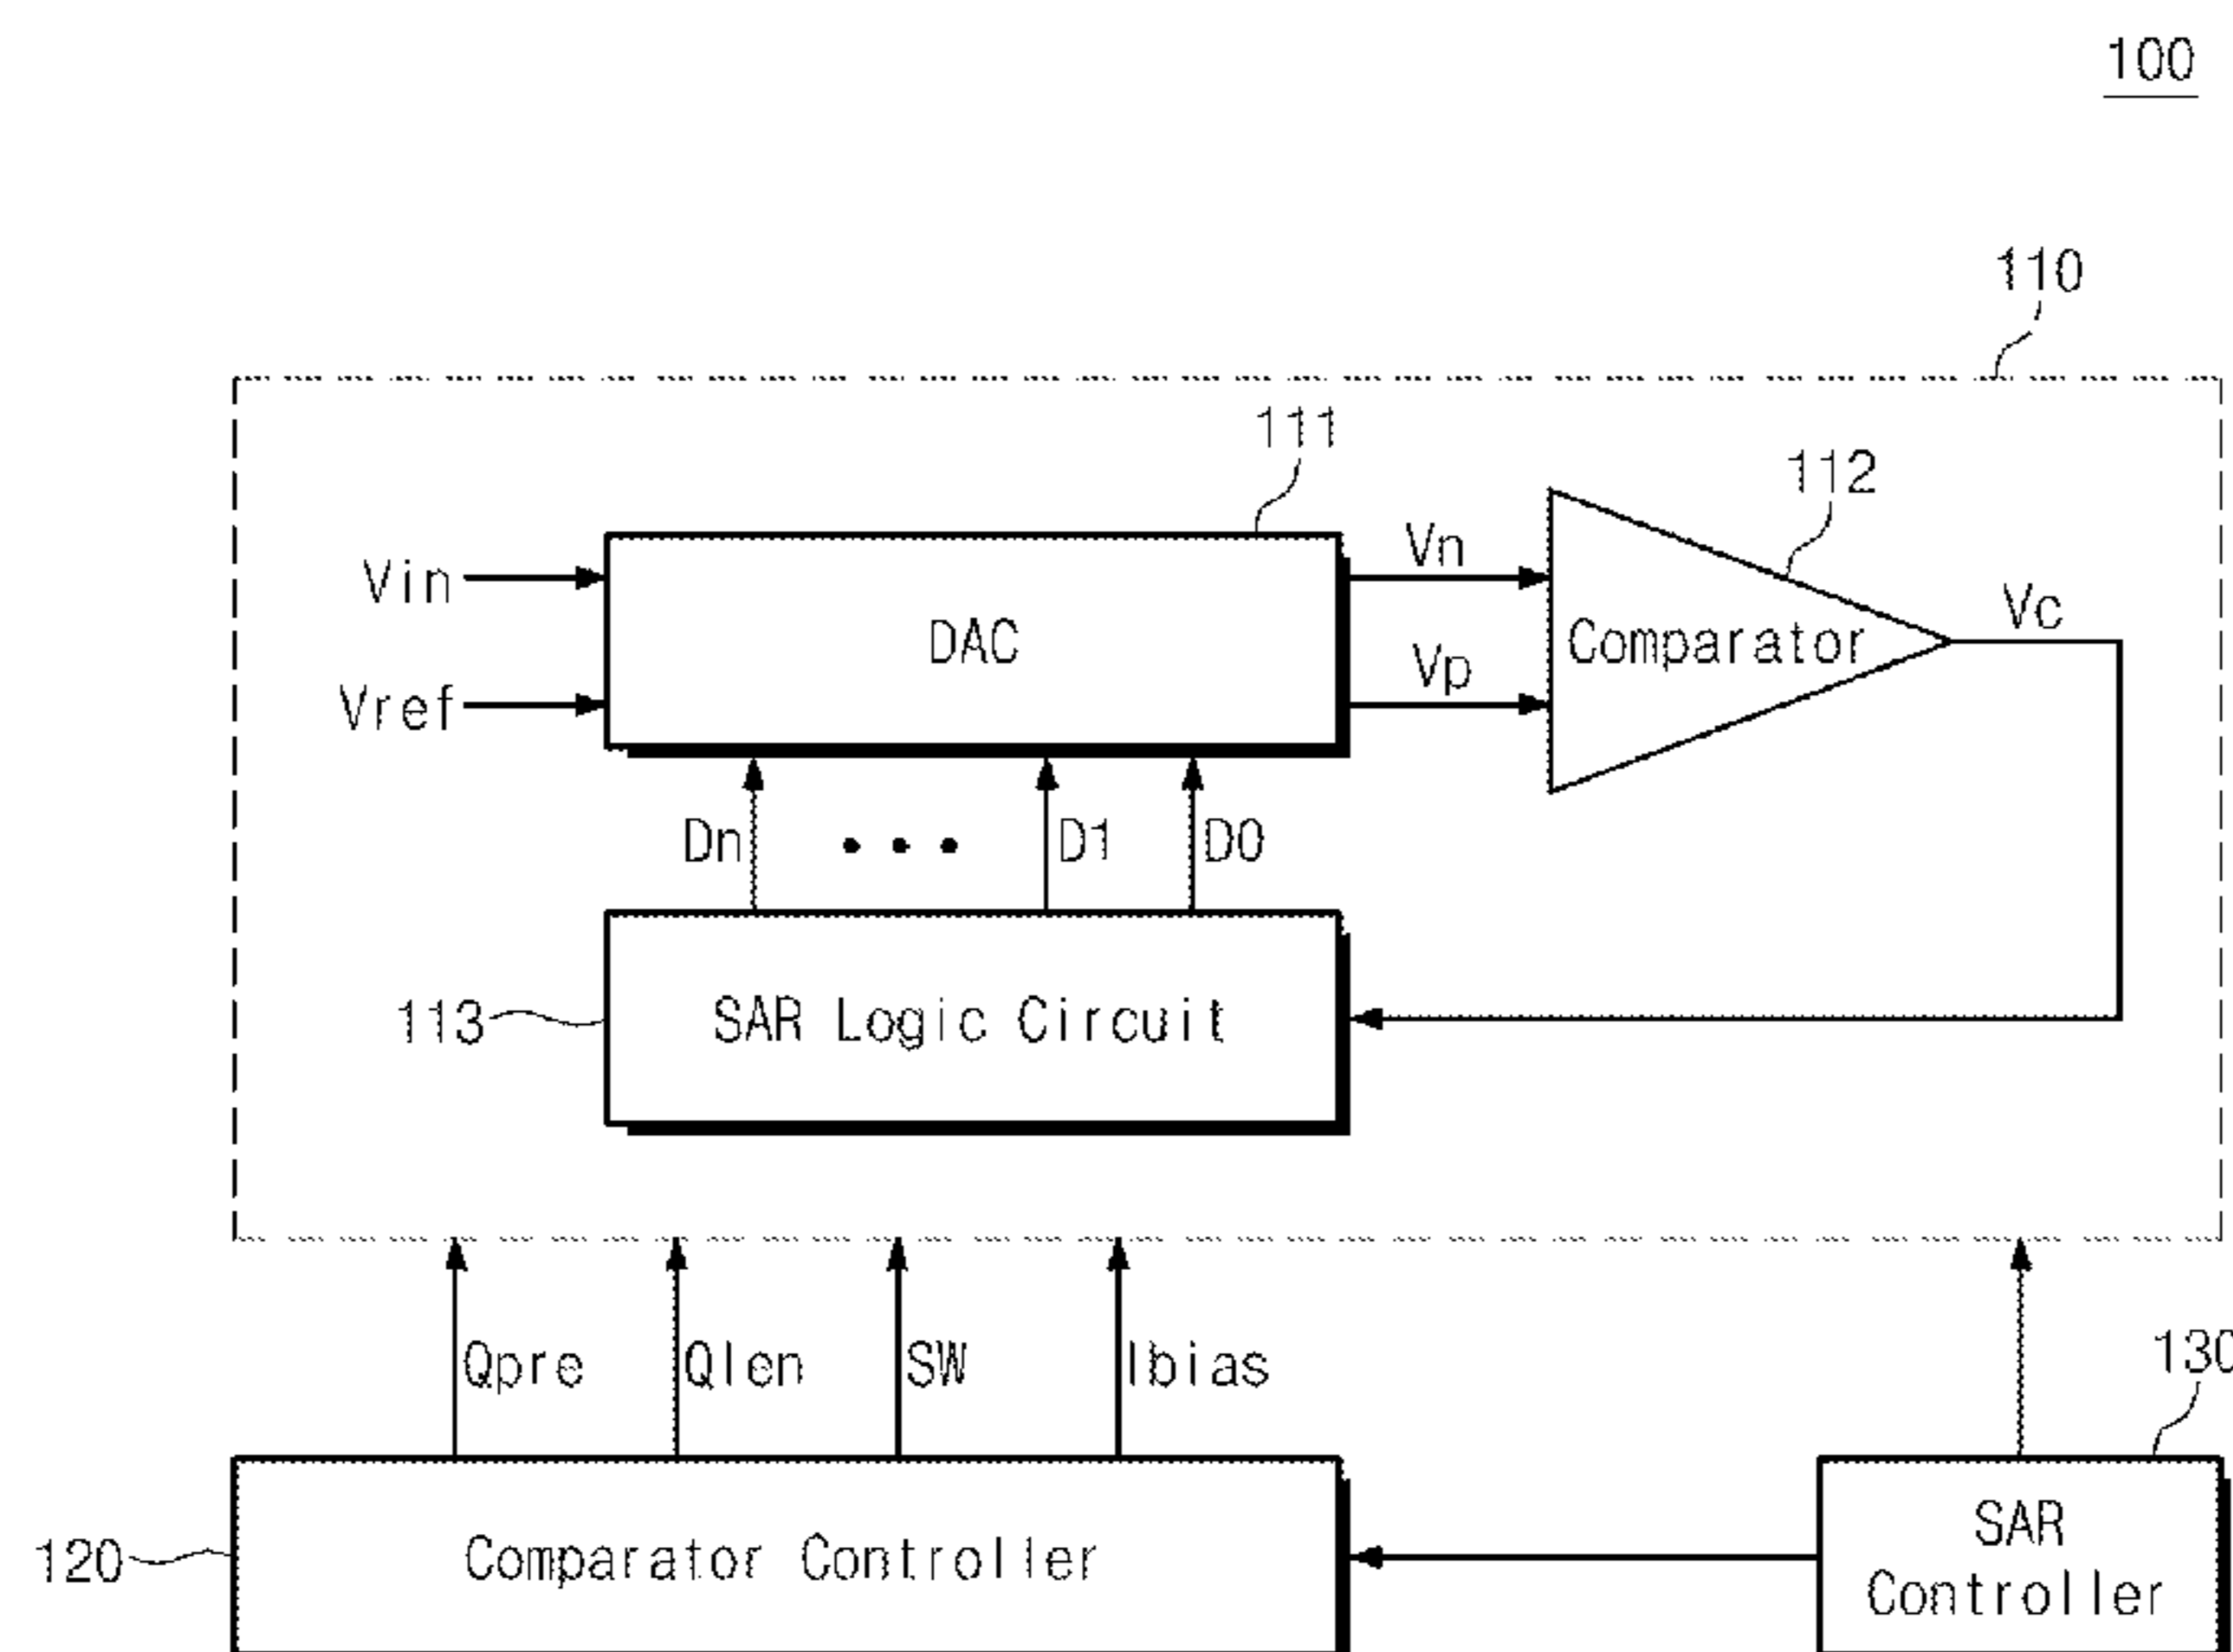 100
110
111
112
Vin
Vref
DAC
Vn
Vp
Comparator
Vc
Dn
D1
D0
113
SAR Logic Circuit
Qpre
Qlen
SW
Ibias
130
120
Comparator Controller
SAR
Controller